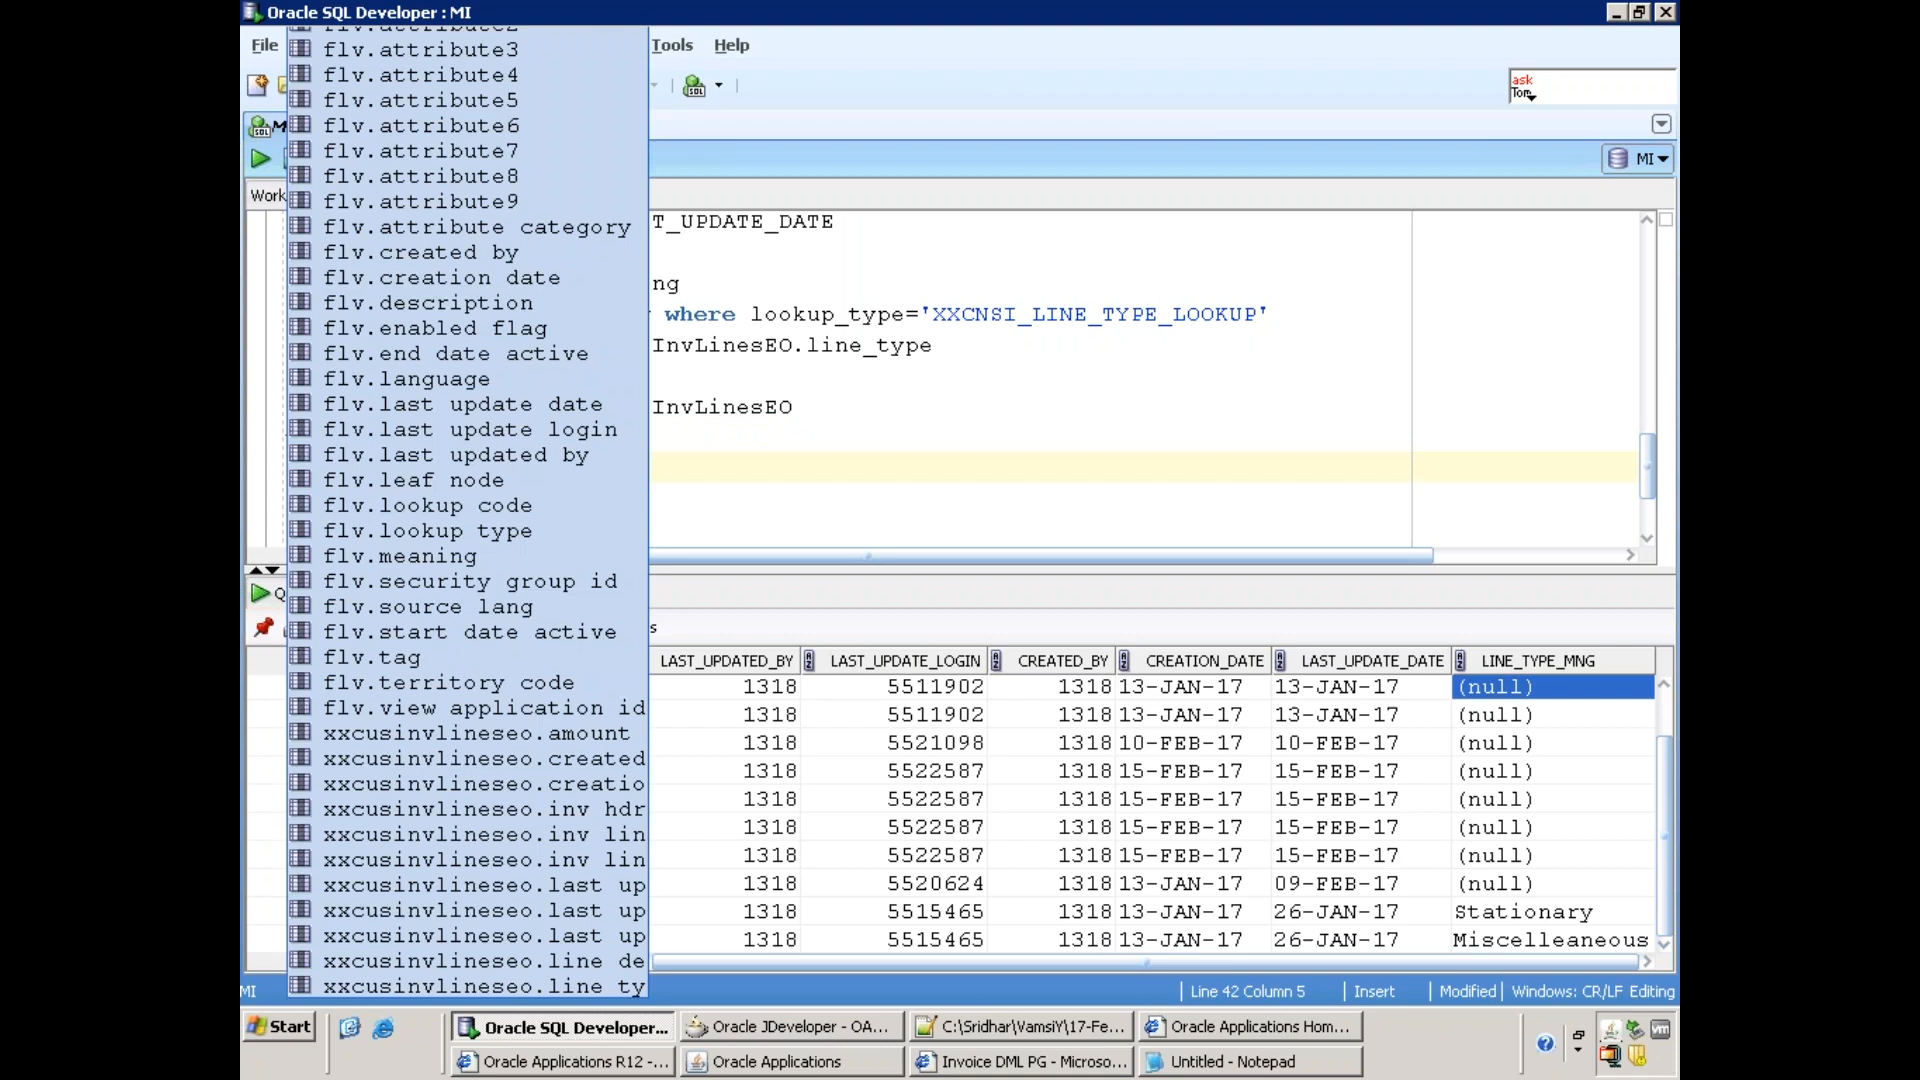 Oracle SQL Developer : MI
File
Tools Help
flv.attribute2
flv.attribute3
flv.attribute4
flv.attribute5
flv.attribute6
flv.attribute7
flv.attribute8
flv.attribute9
flv.attribute category
flv.created by
flv.creation date
flv.description
flv.enabled flag
flv.end date active
flv.language
flv.last update date
flv.last update login
flv.last updated by
flv.leaf node
flv.lookup code
flv.lookup type
flv.meaning
flv.security group id
flv.source lang
flv.start date active
flv.tag
flv.territory code
flv.view application id
xxcusinvlineseo.amount
xxcusinvlineseo.created
xxcusinvlineseo.creatio
xxcusinvlineseo.inv hdr
xxcusinvlineseo.inv lin
xxcusinvlineseo.inv lin
xxcusinvlineseo.last up
xxcusinvlineseo.last up
xxcusinvlineseo.last up
xxcusinvlineseo.line de
xxcusinvlineseo.line ty
ask
Tom
SQL
MI
Work
T_UPDATE_DATE
ng
where lookup_type='XXCNSI_LINE_TYPE_LOOKUP'
InvLinesEO.line_type
InvLinesEO
Q
s
LAST_UPDATED_BY LAST_UPDATE_LOGIN CREATED_BY CREATION_DATE LAST_UPDATE_DATE LINE_TYPE_MNG
1318 5511902 1318 13-JAN-17 13-JAN-17 (null)
1318 5511902 1318 13-JAN-17 13-JAN-17 (null)
1318 5521098 1318 10-FEB-17 10-FEB-17 (null)
1318 5522587 1318 15-FEB-17 15-FEB-17 (null)
1318 5522587 1318 15-FEB-17 15-FEB-17 (null)
1318 5522587 1318 15-FEB-17 15-FEB-17 (null)
1318 5522587 1318 15-FEB-17 15-FEB-17 (null)
1318 5520624 1318 13-JAN-17 09-FEB-17 (null)
1318 5515465 1318 13-JAN-17 26-JAN-17 Stationary
1318 5515465 1318 13-JAN-17 26-JAN-17 Miscelleaneous
MI
Line 42 Column 5 Insert Modified Windows: CR/LF Editing
Start
Oracle SQL Developer... Oracle JDeveloper - OA... C:\Sridhar\VamsiY\17-Fe... Oracle Applications Hom...
Oracle Applications R12 -... Oracle Applications Invoice DML PG - Microso... Untitled - Notepad